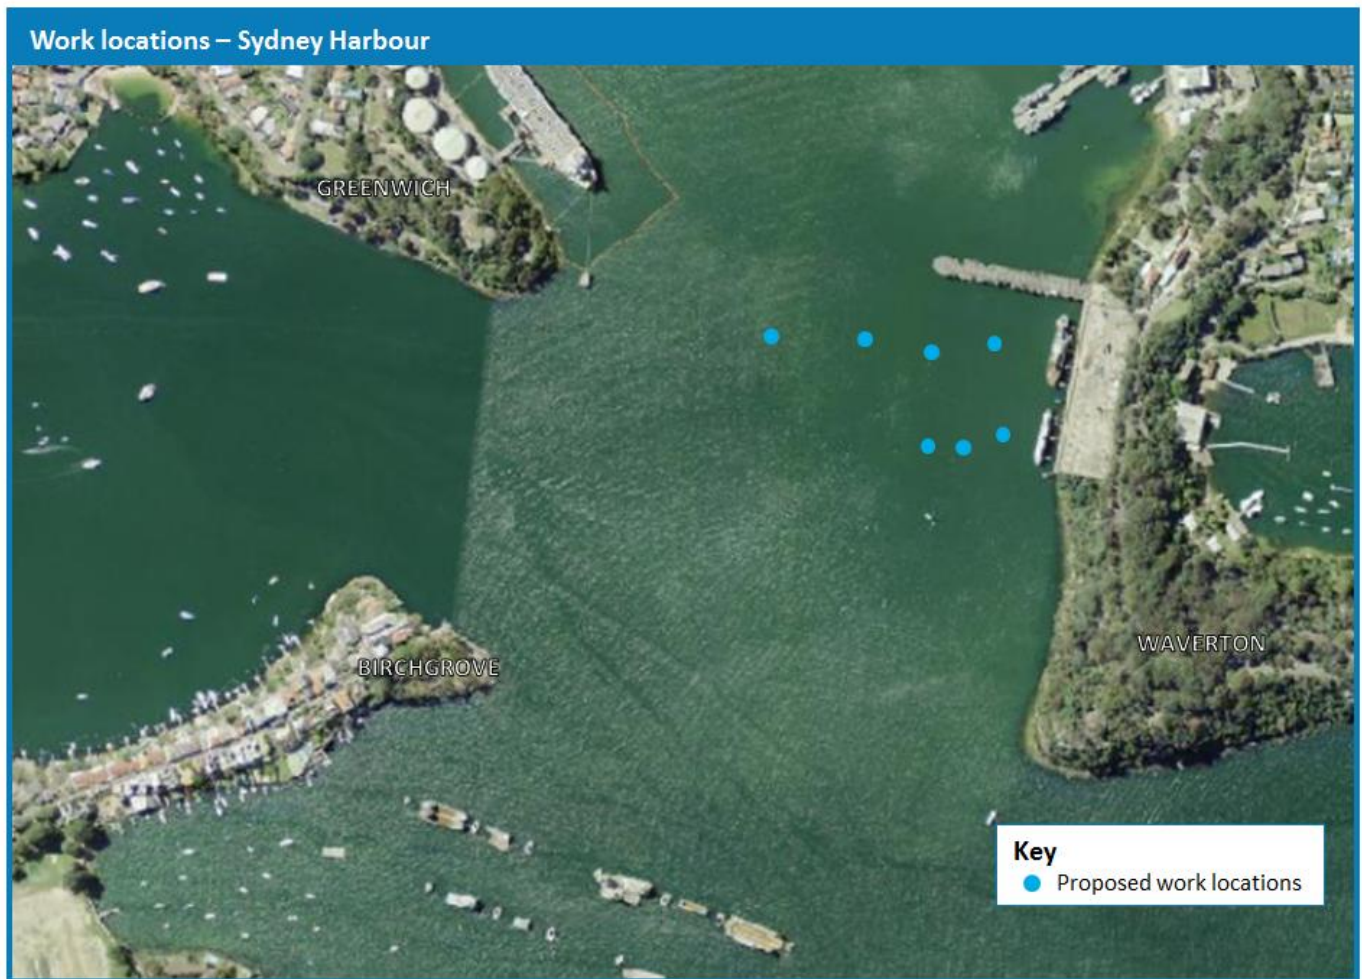 Work locations – Sydney Harbour
GREENWICH
BIRCHGROVE
WAVERTON
Key
Proposed work locations